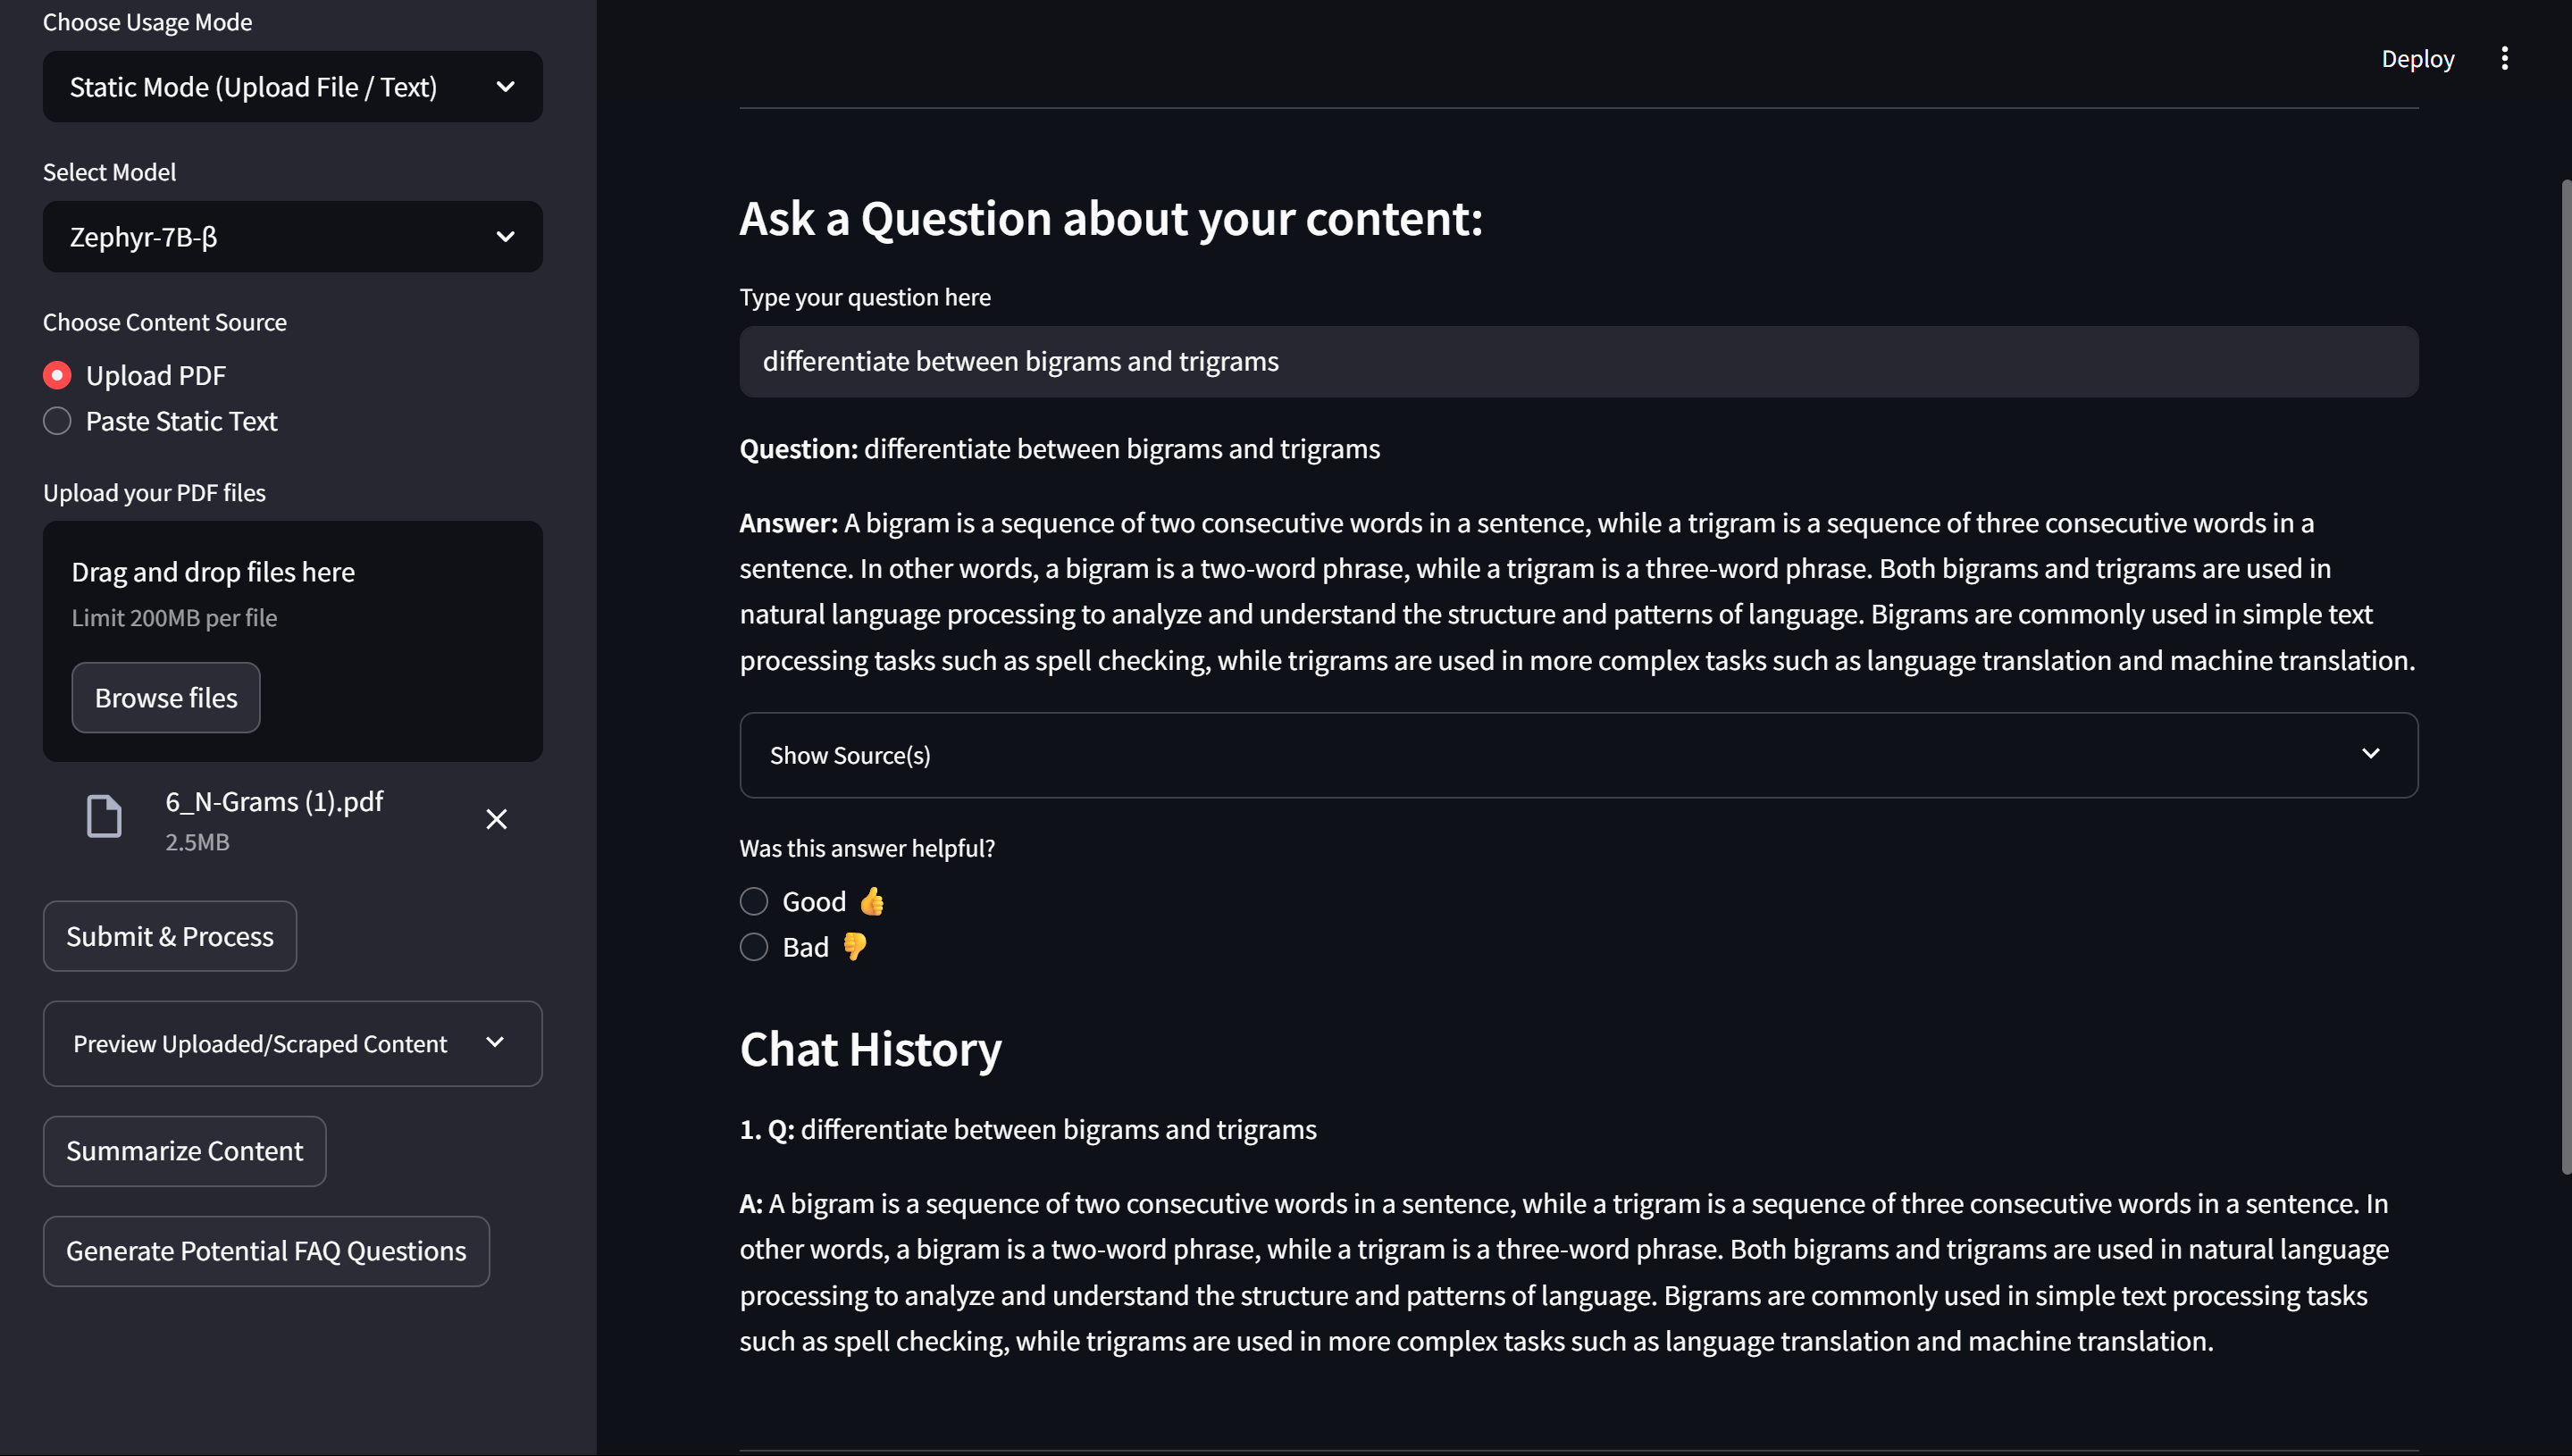 Choose Usage Mode
Static Mode (Upload File / Text)
Select Model
Zephyr-7B-β
Choose Content Source
Upload PDF
Paste Static Text
Upload your PDF files
Drag and drop files here
Limit 200MB per file
Browse files
6_N-Grams (1).pdf
2.5MB
Submit & Process
Preview Uploaded/Scraped Content
Summarize Content
Generate Potential FAQ Questions
Deploy
Ask a Question about your content:
Type your question here
differentiate between bigrams and trigrams
Question: differentiate between bigrams and trigrams
Answer: A bigram is a sequence of two consecutive words in a sentence, while a trigram is a sequence of three consecutive words in a
sentence. In other words, a bigram is a two-word phrase, while a trigram is a three-word phrase. Both bigrams and trigrams are used in
natural language processing to analyze and understand the structure and patterns of language. Bigrams are commonly used in simple text
processing tasks such as spell checking, while trigrams are used in more complex tasks such as language translation and machine translation.
Show Source(s)
Was this answer helpful?
Good 👍
Bad 👎
Chat History
1. Q: differentiate between bigrams and trigrams
A: A bigram is a sequence of two consecutive words in a sentence, while a trigram is a sequence of three consecutive words in a sentence. In
other words, a bigram is a two-word phrase, while a trigram is a three-word phrase. Both bigrams and trigrams are used in natural language
processing to analyze and understand the structure and patterns of language. Bigrams are commonly used in simple text processing tasks
such as spell checking, while trigrams are used in more complex tasks such as language translation and machine translation.